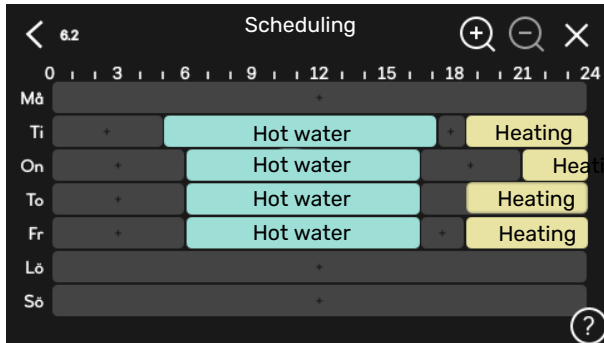 6.2 Scheduling
0 3 6 9 12 15 18 21 24
Må
Ti Hot water Heating
On Hot water Heati
To Hot water Heating
Fr Hot water Heating
Lö
Sö
?